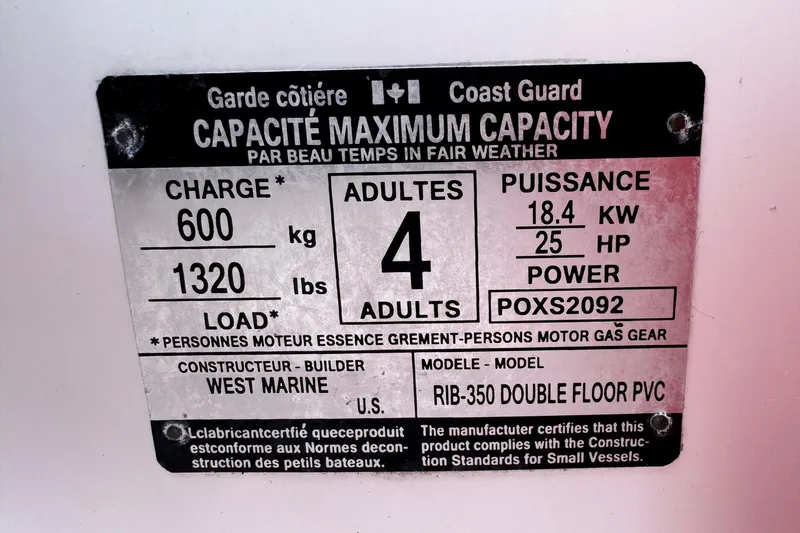 Garde côtiére Coast Guard
CAPACITÉ MAXIMUM CAPACITY
PAR BEAU TEMPS IN FAIR WEATHER
CHARGE*
600 kg
1320 lbs
LOAD*
ADULTES
4
ADULTS
PUISSANCE
18.4 KW
25 HP
POWER
POXS2092
*PERSONNES MOTEUR ESSENCE GREMENT-PERSONS MOTOR GAS GEAR
CONSTRUCTEUR - BUILDER
WEST MARINE
U.S.
MODELE - MODEL
RIB-350 DOUBLE FLOOR PVC
Lclabricantcertfié queceproduit
estconforme aux Normes decon-
struction des petils bateaux.
The manufactuter certifies that this
product complies with the Construc-
tion Standards for Small Vessels.